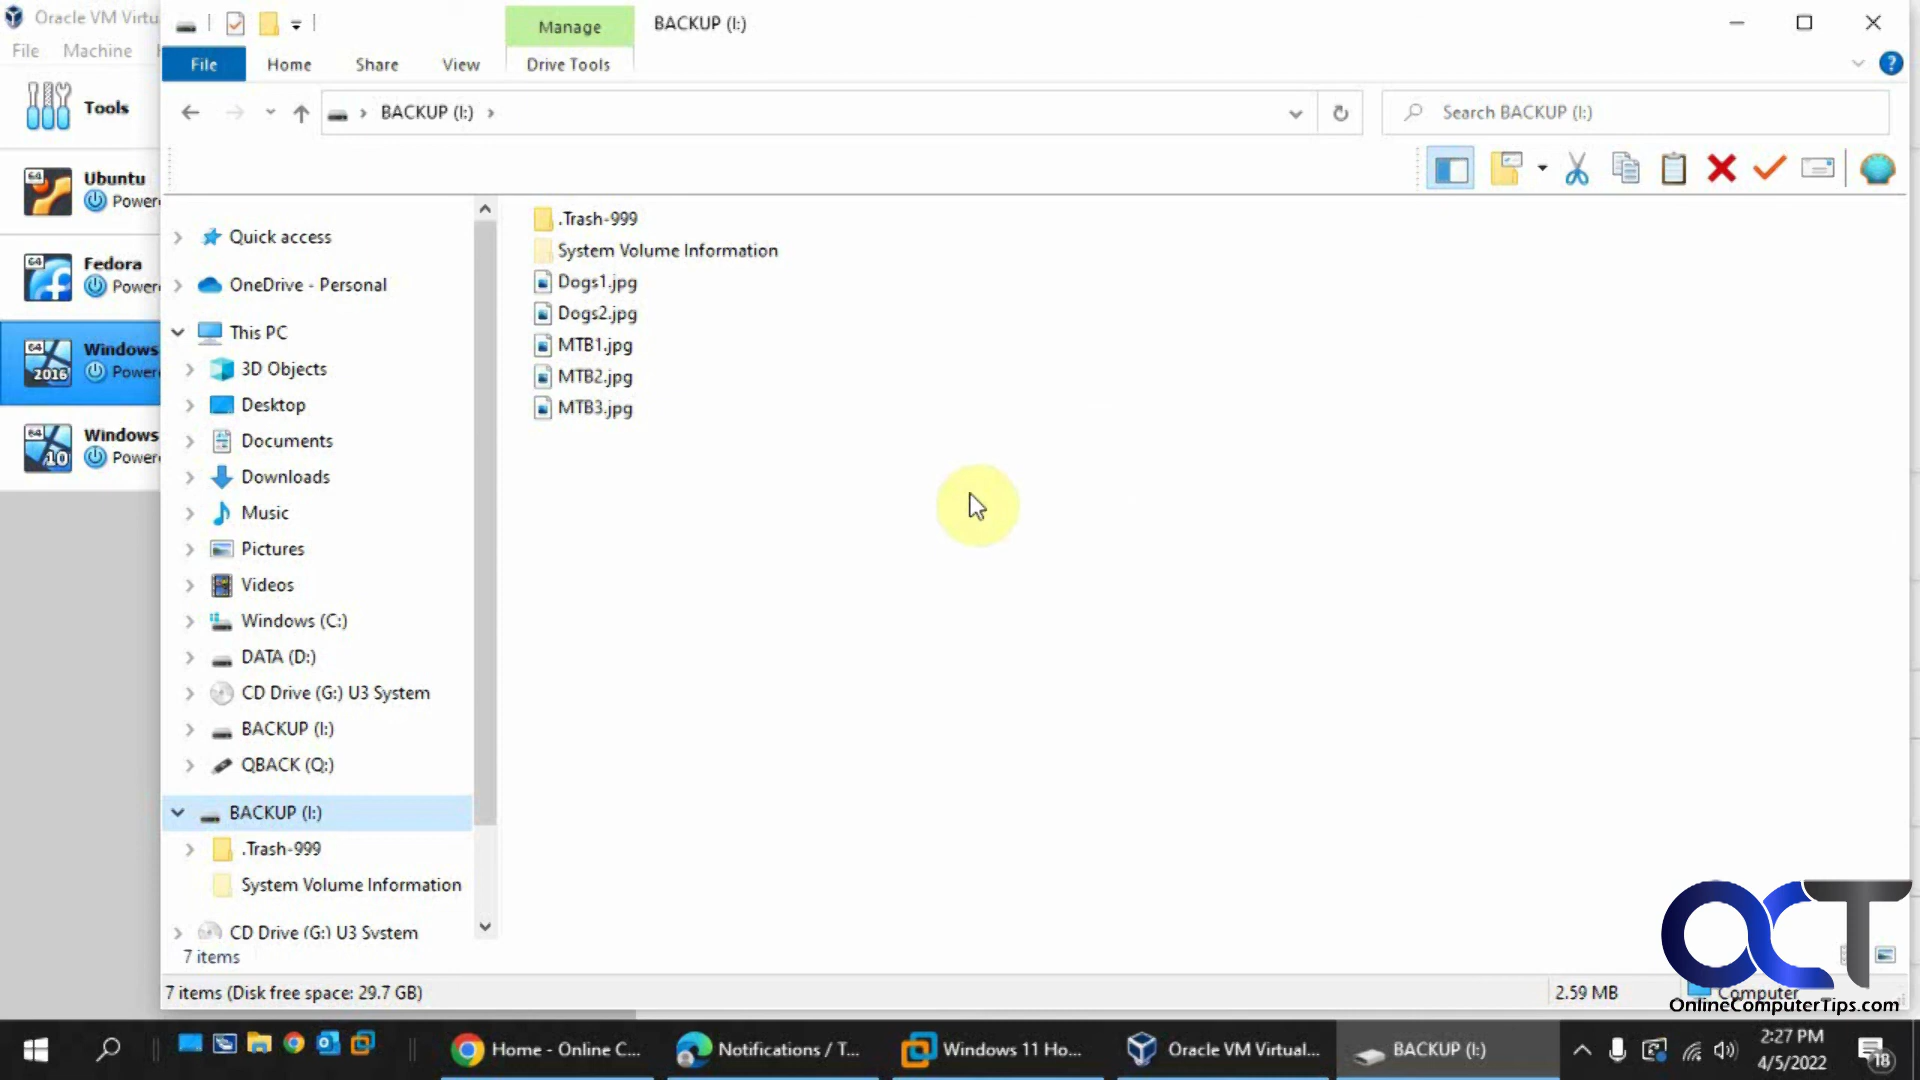 Oracle VM Virtu
File Machine
Tools
64
Ubuntu
Power
64
Fedora
Power
64
2016
Windows
Power
64
10
Windows
Power
Manage
BACKUP (I:)
File Home Share View Drive Tools
?
BACKUP (I:)
Search BACKUP (I:)
Quick access
OneDrive - Personal
This PC
3D Objects
Desktop
Documents
Downloads
Music
Pictures
Videos
Windows (C:)
DATA (D:)
CD Drive (G:) U3 System
BACKUP (I:)
QBACK (Q:)
BACKUP (I:)
.Trash-999
System Volume Information
CD Drive (G:) U3 System
7 items
.Trash-999
System Volume Information
Dogs1.jpg
Dogs2.jpg
MTB1.jpg
MTB2.jpg
MTB3.jpg
7 items (Disk free space: 29.7 GB)
2.59 MB
Computer
OCT
OnlineComputerTips.com
Home - Online C...
Notifications / T...
Windows 11 Ho...
Oracle VM Virtual...
BACKUP (I:)
2:27 PM
4/5/2022
18